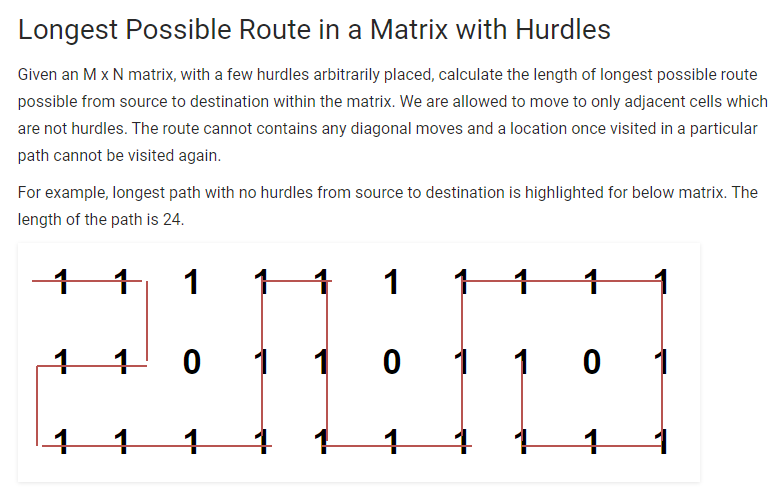 Longest Possible Route in a Matrix with Hurdles
Given an M x N matrix, with a few hurdles arbitrarily placed, calculate the length of longest possible route
possible from source to destination within the matrix. We are allowed to move to only adjacent cells which
are not hurdles. The route cannot contains any diagonal moves and a location once visited in a particular
path cannot be visited again.
For example, longest path with no hurdles from source to destination is highlighted for below matrix. The
length of the path is 24.
1 1 1 1 1 1 1 1 1 1
1 1 0 1 1 0 1 1 0 1
1 1 1 1 1 1 1 1 1 1